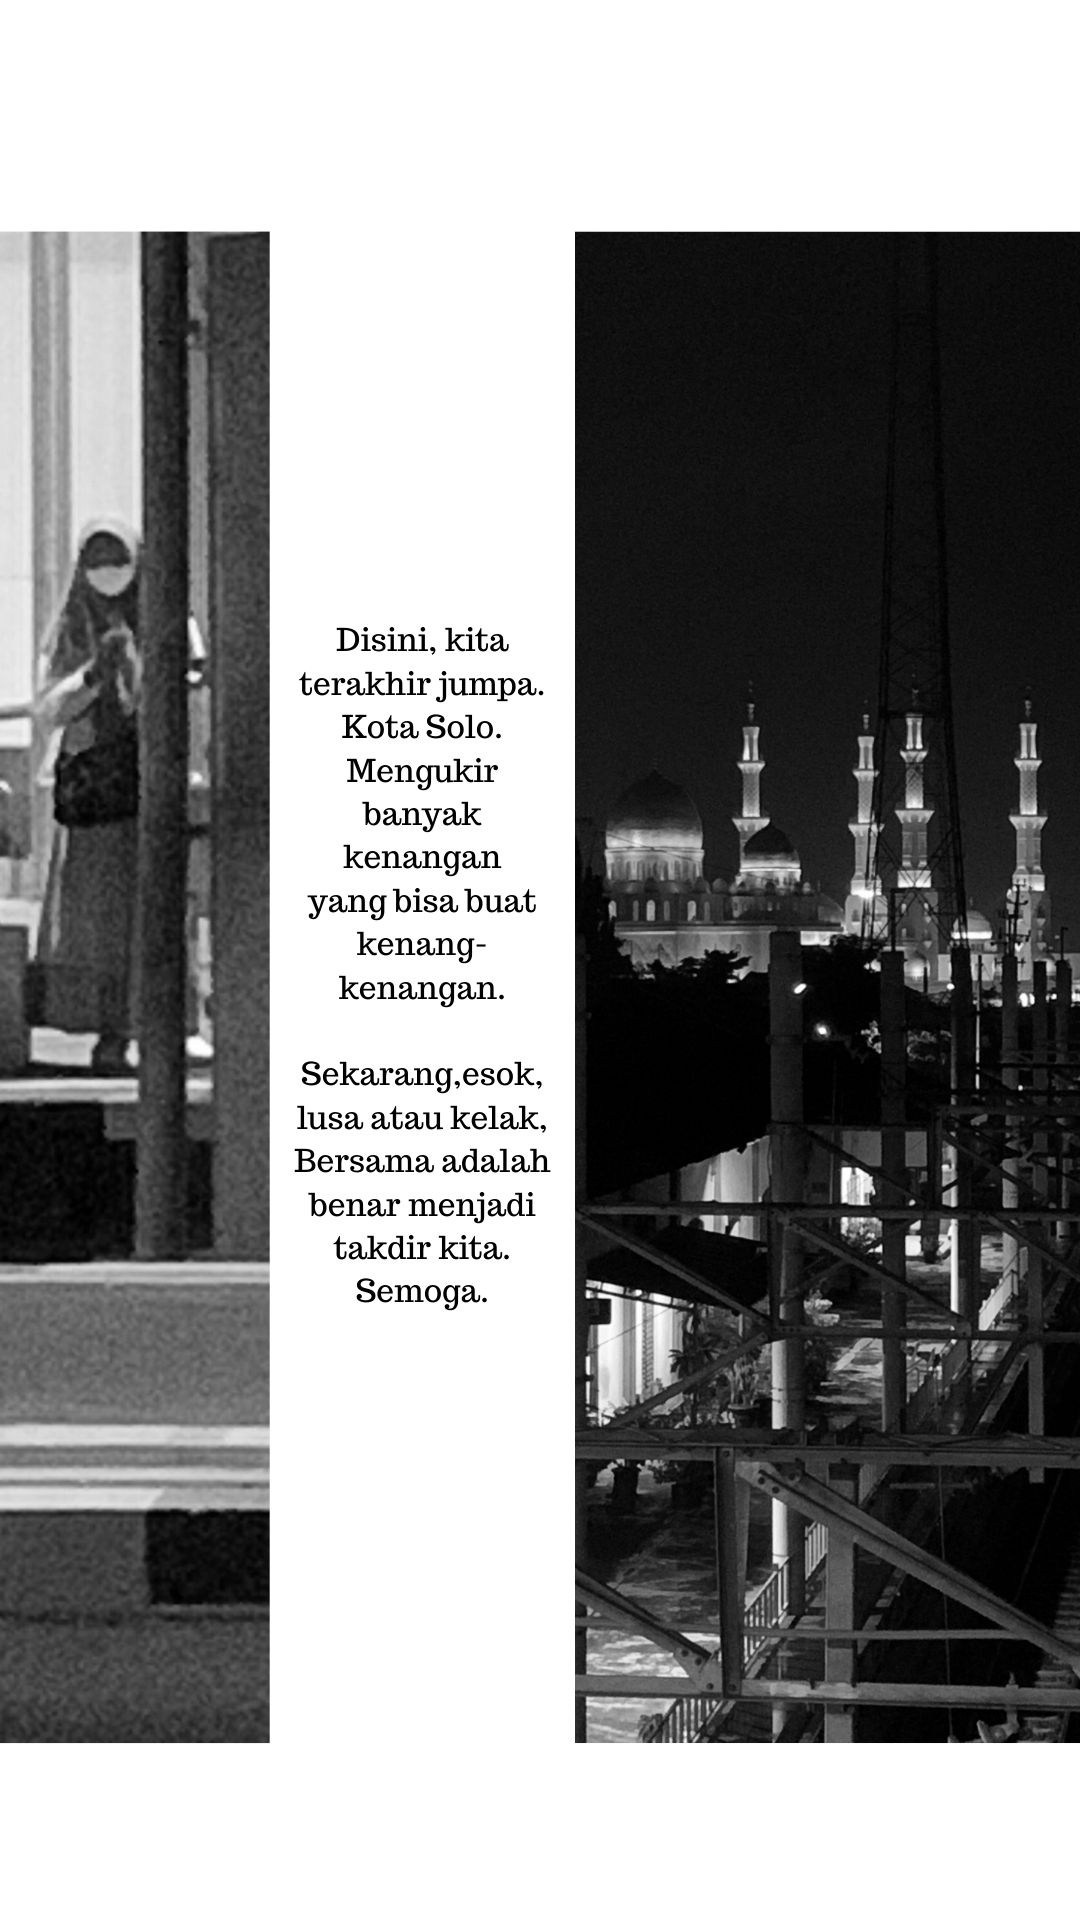 Disini, kita
terakhir jumpa.
Kota Solo.
Mengukir
banyak
kenangan
yang bisa buat
kenang-
kenangan.
Sekarang,esok,
lusa atau kelak,
Bersama adalah
benar menjadi
takdir kita.
Semoga.